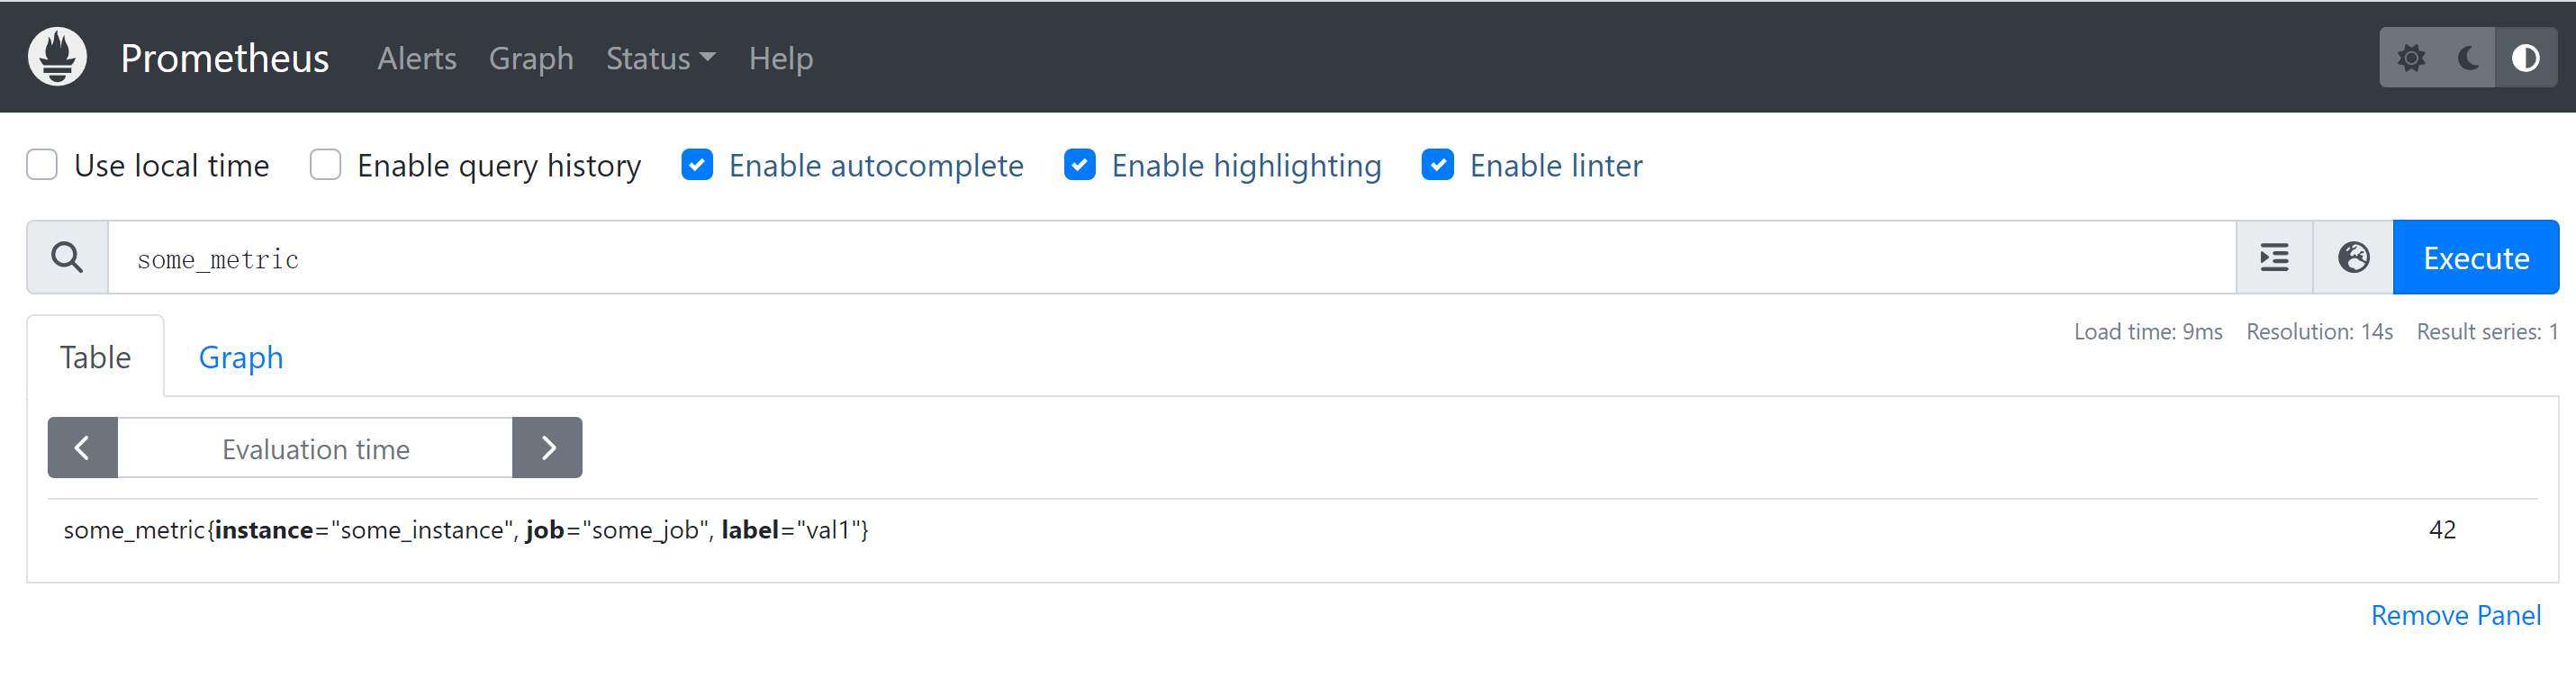 Prometheus Alerts Graph Status Help
Use local time Enable query history Enable autocomplete Enable highlighting Enable linter
some_metric Execute
Table Graph Load time: 9ms Resolution: 14s Result series: 1
Evaluation time
some_metric{instance="some_instance", job="some_job", label="val1"} 42
Remove Panel